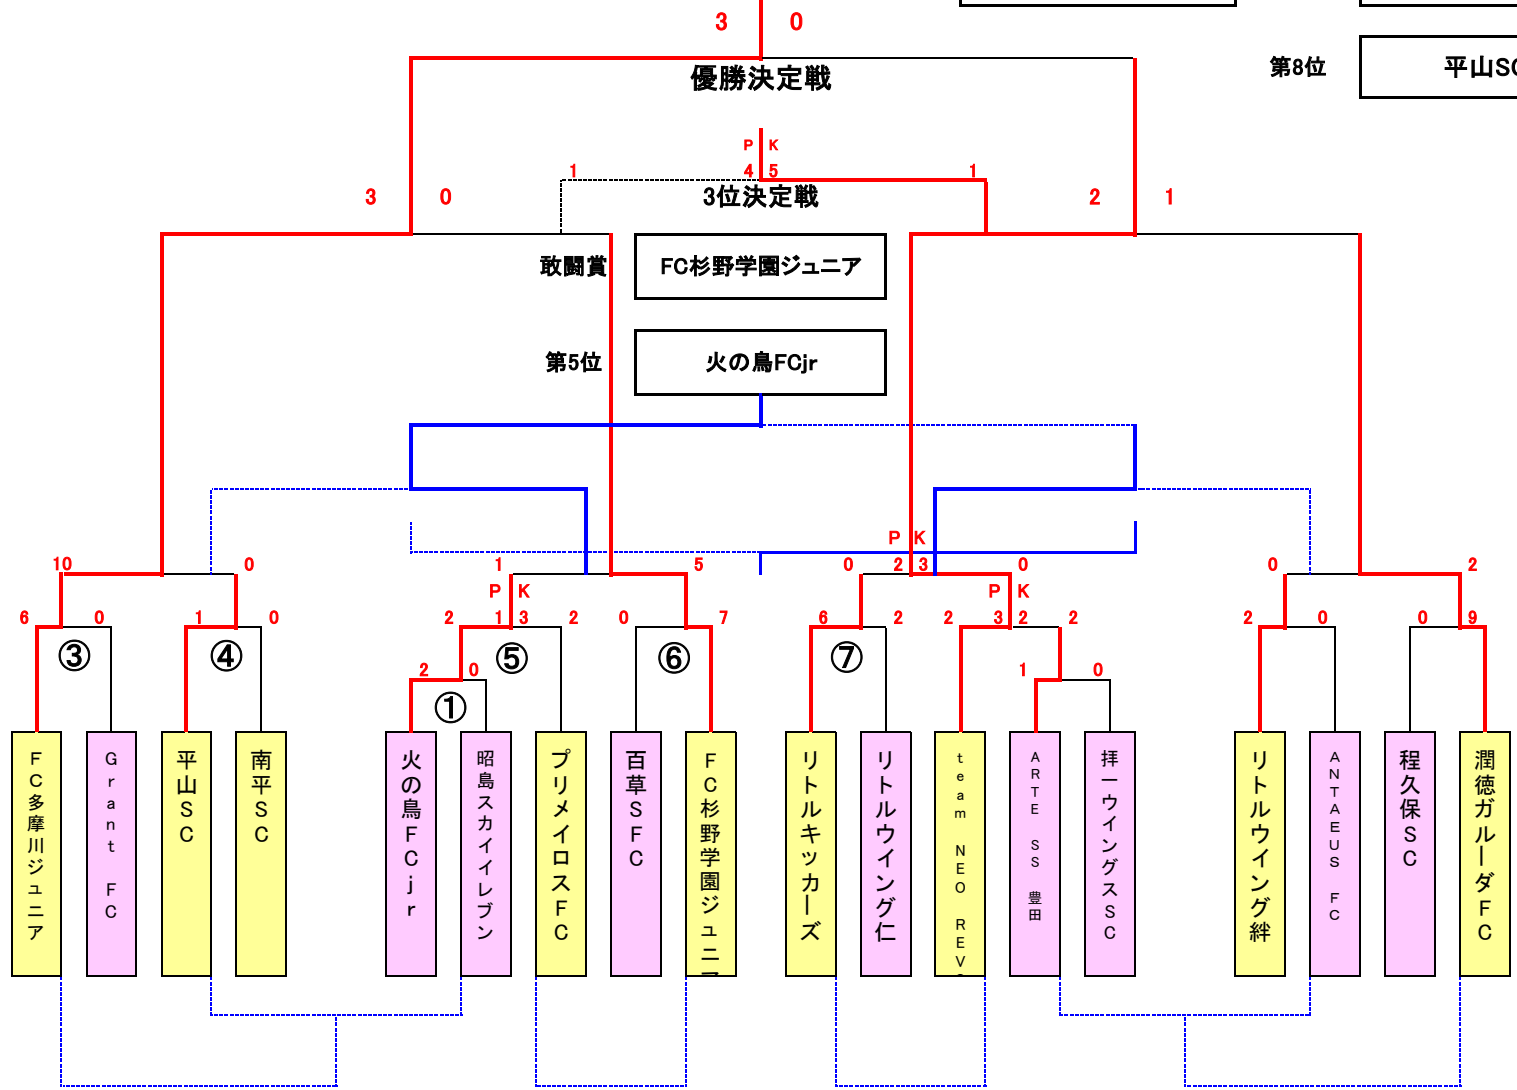 3 0
優勝決定戦
第8位 平山SC
P K
1 4 5 1
3位決定戦
3 0 2 1
敢闘賞 FC杉野学園ジュニア
第5位 火の鳥FCjr
P K
10 0 1 5 0 2 3 0 0 2
P K P K
6 0 1 0 2 1 3 2 0 7 6 2 2 3 2 2 2 0 0 9
③ ④ ⑤ ⑥ ⑦
2 0 1 0
①
FC多摩川ジュニア
Grant FC
平山SC
南平SC
火の鳥FCjr
昭島スカイイレブン
プリメイロスFC
百草SFC
FC杉野学園ジュニア
リトルキッカーズ
リトルウイング仁
team NEO REVO
ARTE SS 豊田
拝一ウイングスSC
リトルウイング絆
ANTAEUS FC
程久保SC
潤徳ガルーダFC